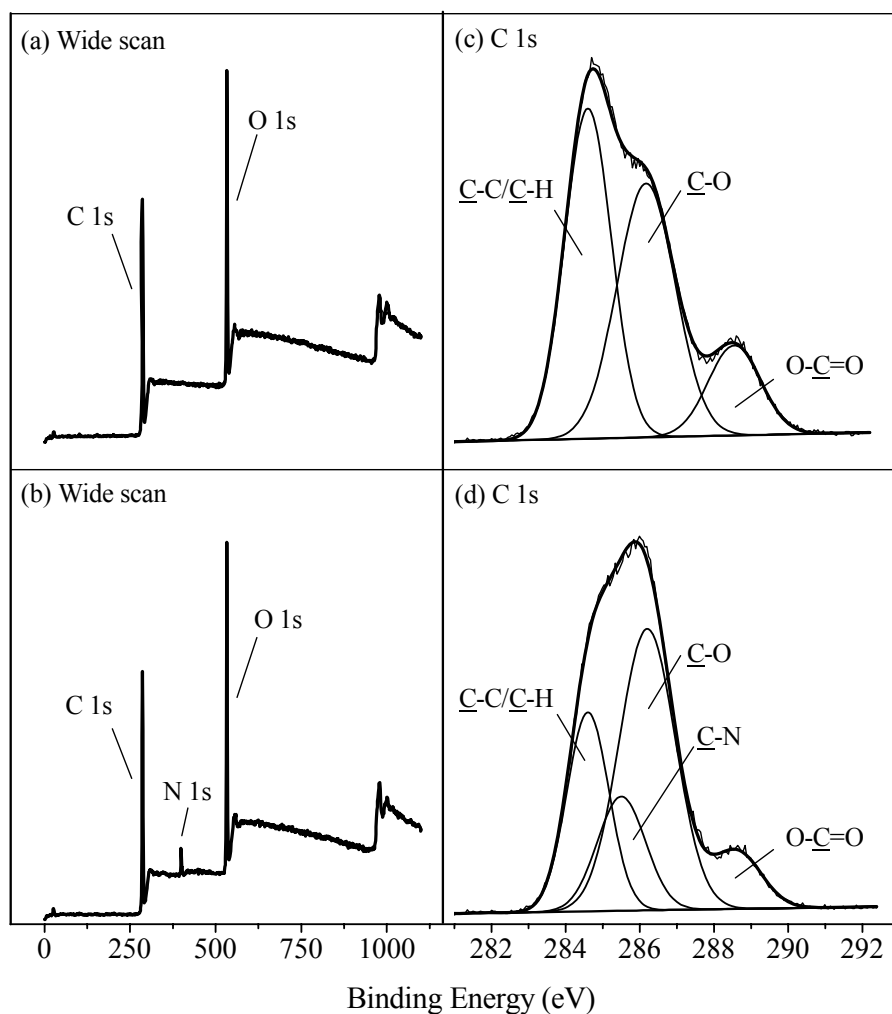 (a) Wide scan
O 1s
C 1s
(c) C 1s
C-C/C-H
C-O
O-C=O
(b) Wide scan
O 1s
C 1s
N 1s
(d) C 1s
C-O
C-C/C-H
C-N
O-C=O
0 250 500 750 1000
282 284 286 288 290 292
Binding Energy (eV)